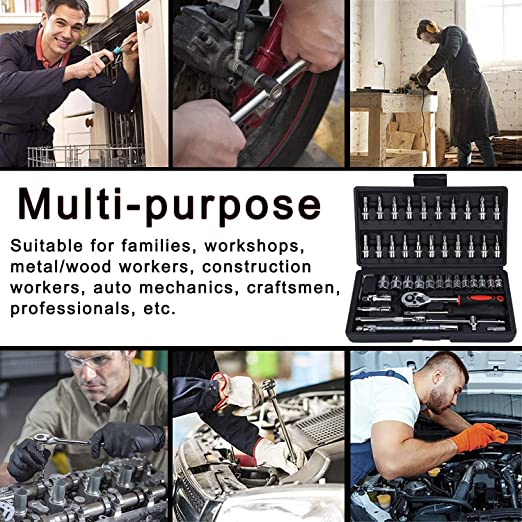 Multi-purpose
Suitable for families, workshops,
metal/wood workers, construction
workers, auto mechanics, craftsmen,
professionals, etc.